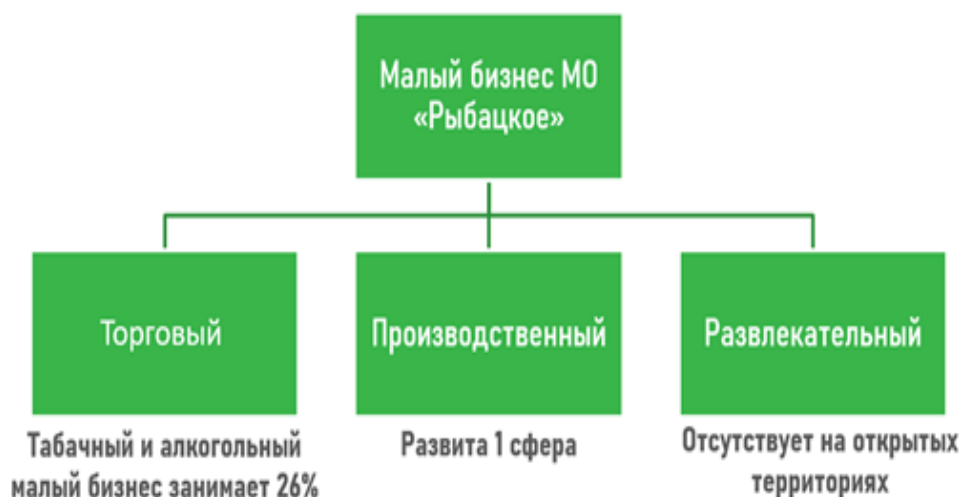 Малый бизнес МО
«Рыбацкое»
Торговый
Производственный
Развлекательный
Табачный и алкогольный
малый бизнес занимает 26%
Развита 1 сфера
Отсутствует на открытых
территориях